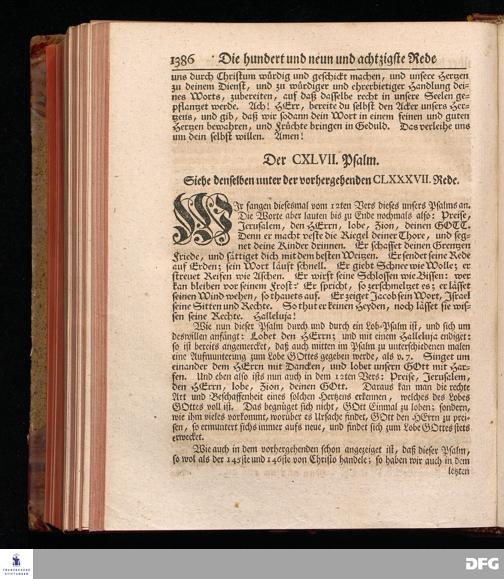 1386 Die hundert und neun und achtzigste Rede
uns durch Christum würdig und geschickt machen, und unsere Hertzen
zu deinem Dienst, und zu würdiger und ehrerbietiger Handlung dei-
nes Worts, zubereiten, auf daß dasselbe recht in unsere Seelen ge-
pflantzet werde. Ach! HErr, bereite du selbst den Acker unsers Her-
tzens, und gib, daß wir sodann dein Wort in einem feinen und guten
Hertzen bewahren, und Früchte bringen in Geduld. Das verleihe uns
um dein selbst willen. Amen!
Der CXLVII. Psalm.
Siehe denselben unter der vorhergehenden CLXXXVII. Rede.
WIr fangen diesesmal vom 12ten Vers dieses unsers Psalms an.
Die Worte aber lauten bis zu Ende nochmals also: Preise,
Jerusalem, den HErrn, lobe, Zion, deinen GOTT.
Denn er macht veste die Riegel deiner Thore, und seg-
net deine Kinder drinnen. Er schaffet deinen Grentzen
Friede, und sättiget dich mit dem besten Weitzen. Er sendet seine Rede
auf Erden; sein Wort läuft schnell. Er giebt Schnee wie Wolle; er
streuet Reifen wie Aschen. Er wirft seine Schlossen wie Bissen: wer
kan bleiben vor seinem Frost? Er spricht, so zerschmelzet es; er lässet
seinen Wind wehen, so thauets auf. Er zeiget Jacob sein Wort, Israel
seine Sitten und Rechte. So thut er keinen Heyden, noch lässet sie wis-
sen seine Rechte. Halleluja!
Wie nun dieser Psalm durch und durch ein Lob-Psalm ist, und sich um
deswillen anfängt: Lobet den HErrn; und mit einem Halleluja endiget:
so ist bereits angemercket, daß auch mitten im Psalm zu unterschiedenen malen
eine Aufmunterung zum Lobe GOttes gegeben werde, als v. 7. Singet um
einander dem HErrn mit Dancken, und lobet unsern GOtt mit Har-
fen. Und eben also ists nun auch in dem 12ten Vers: Preise, Jerusalem,
den HErrn, lobe, Zion, deinen GOtt. Daraus kan man die rechte
Art und Beschaffenheit eines solchen Hertzens erkennen, welches des Lobes
GOttes voll ist. Das begnüget sich nicht, GOtt Einmal zu loben: sondern,
wie ihm vieles vorkommt, worüber es Ursache findet, GOtt den HErrn zu prei-
sen, so ermuntert sichs immer aufs neue, und findet sich zum Lobe GOttes stets
erwecket.
Wie auch in dem vorhergehenden schon angezeiget ist, daß dieser Psalm,
so wol als der 145ste und 146ste von Christo handele; so haben wir auch in dem
letzten
FRANCKESCHE
STIFTUNGEN
DFG